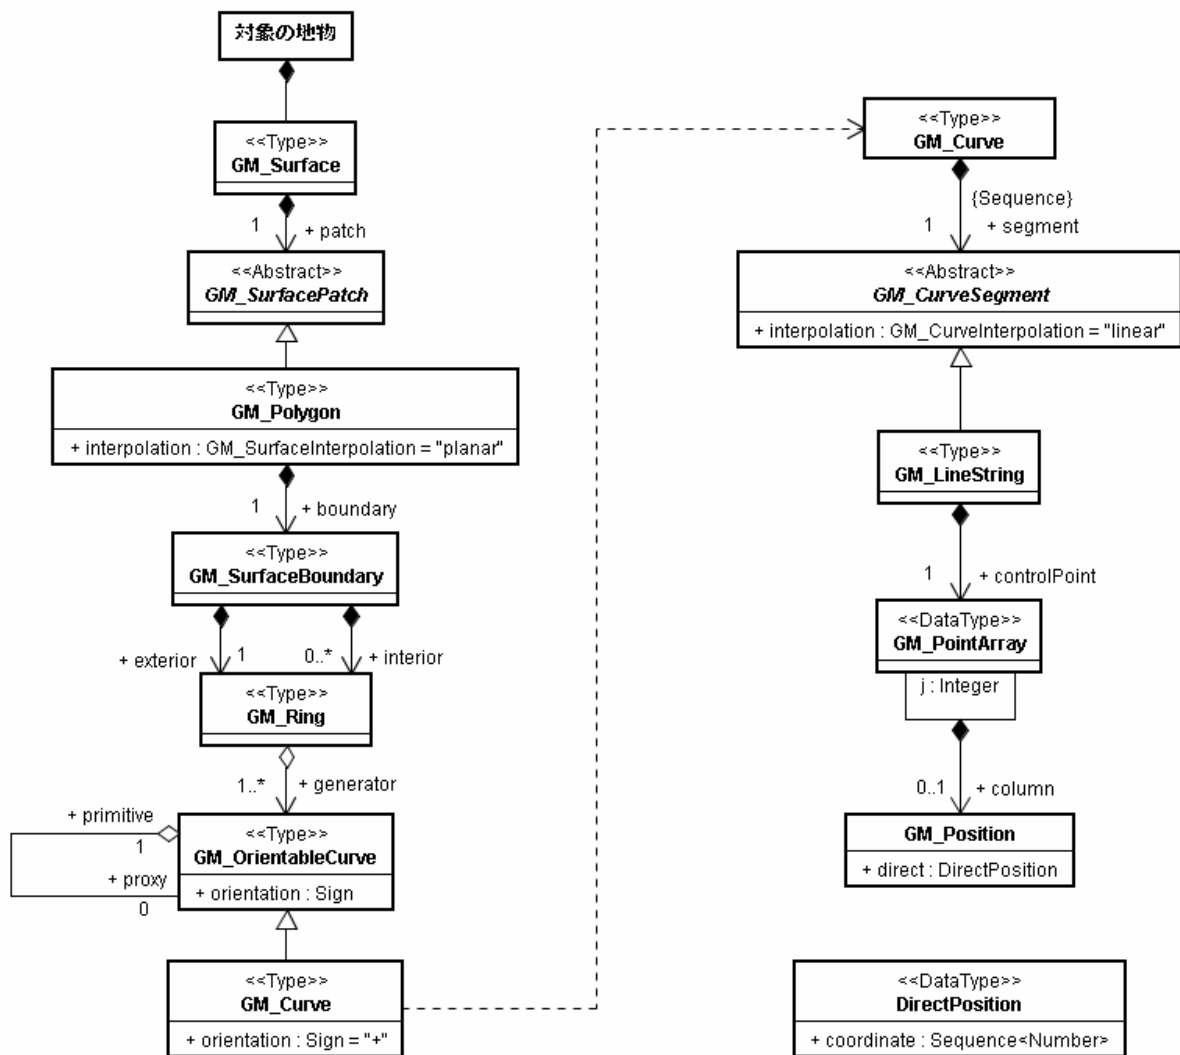 対象の地物
<<Type>>
GM_Surface
1
+ patch
<<Abstract>>
GM_SurfacePatch
<<Type>>
GM_Polygon
+ interpolation : GM_SurfaceInterpolation = "planar"
1
+ boundary
<<Type>>
GM_SurfaceBoundary
+ exterior
1
0..*
+ interior
<<Type>>
GM_Ring
1..*
+ generator
+ primitive
1
+ proxy
0
<<Type>>
GM_OrientableCurve
+ orientation : Sign
<<Type>>
GM_Curve
+ orientation : Sign = "+"
<<Type>>
GM_Curve
{Sequence}
1
+ segment
<<Abstract>>
GM_CurveSegment
+ interpolation : GM_CurveInterpolation = "linear"
<<Type>>
GM_LineString
1
+ controlPoint
<<DataType>>
GM_PointArray
j : Integer
0..1
+ column
GM_Position
+ direct : DirectPosition
<<DataType>>
DirectPosition
+ coordinate : Sequence<Number>